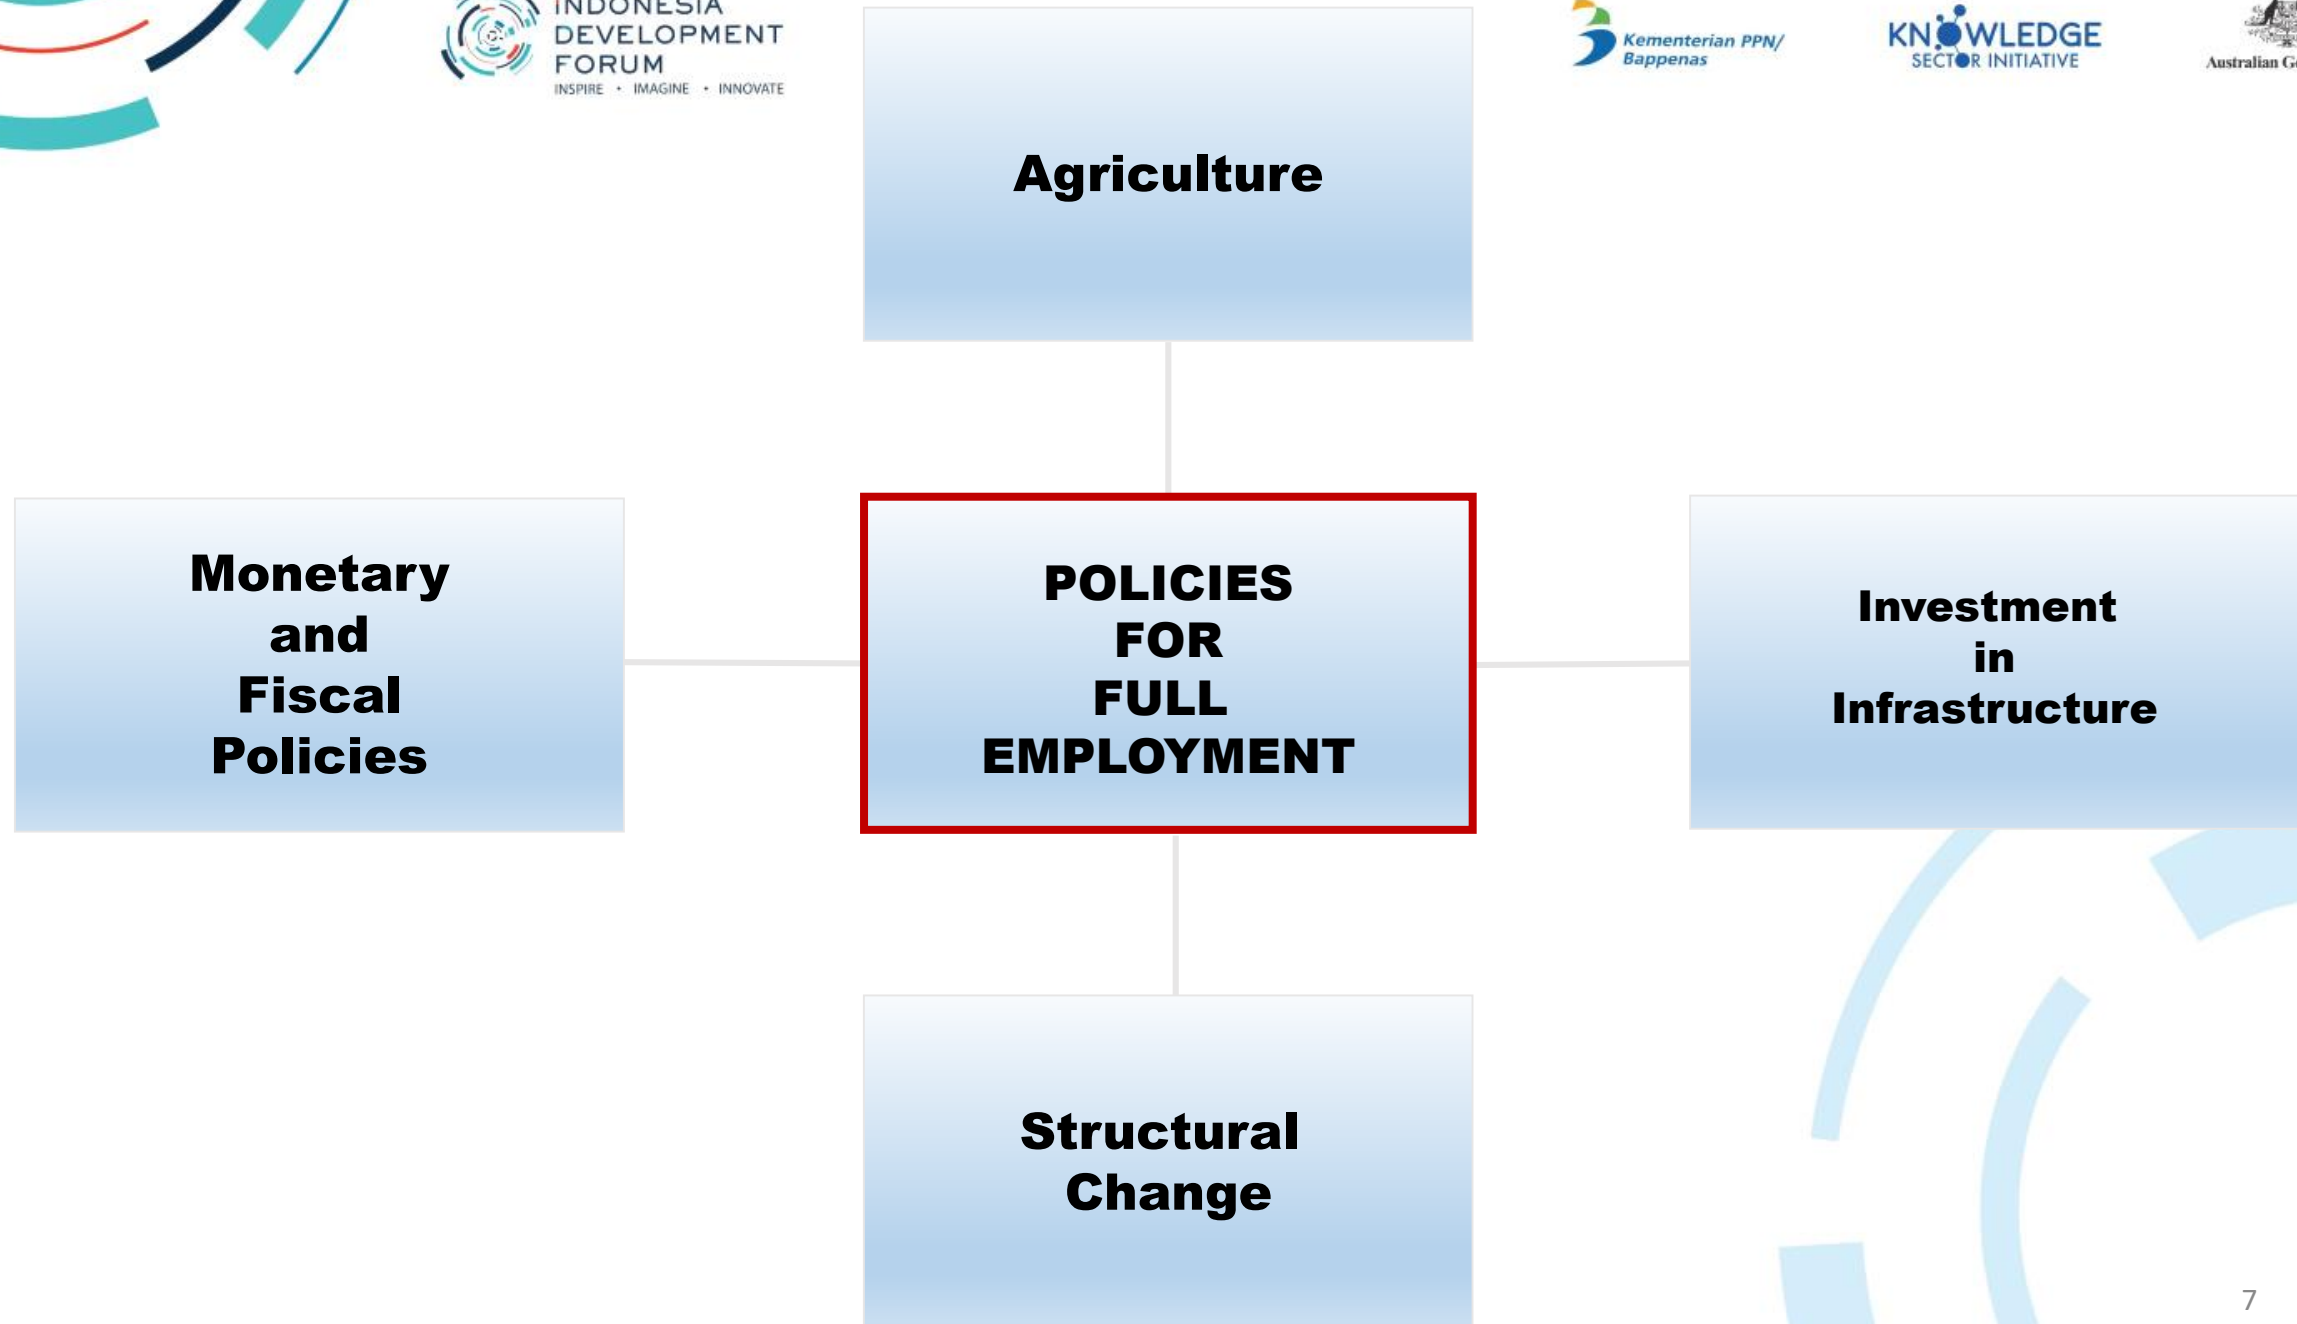 INDONESIA
DEVELOPMENT
FORUM
INSPIRE • IMAGINE • INNOVATE
Kementerian PPN/
Bappenas
KNOWLEDGE
SECTOR INITIATIVE
Australian G
Agriculture
Monetary
and
Fiscal
Policies
POLICIES
FOR
FULL
EMPLOYMENT
Investment
in
Infrastructure
Structural
Change
7